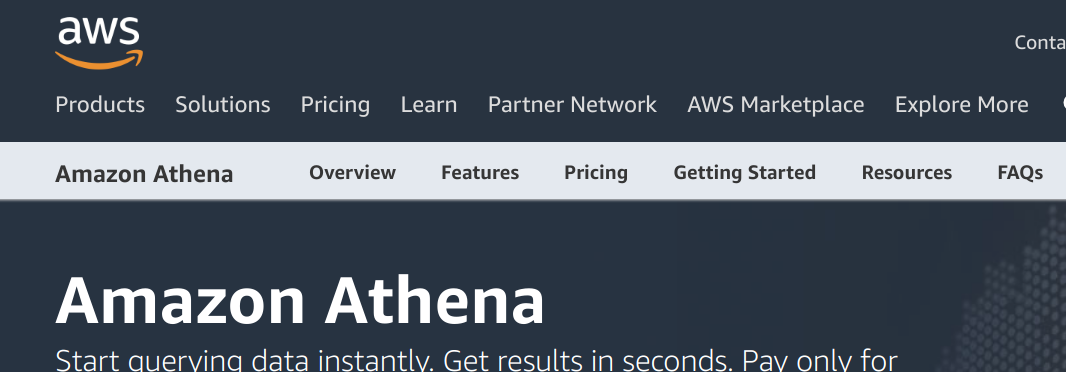 aws
Conta
Products Solutions Pricing Learn Partner Network AWS Marketplace Explore More
Amazon Athena Overview Features Pricing Getting Started Resources FAQs
Amazon Athena
Start querying data instantly. Get results in seconds. Pay only for